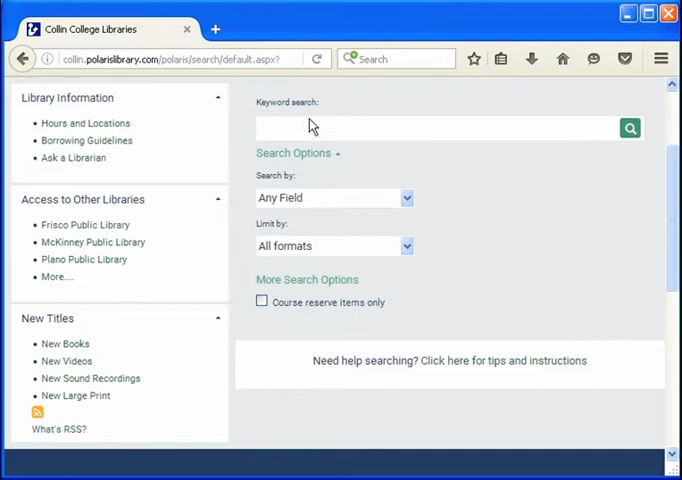 Collin College Libraries
collin.polarislibrary.com/polaris/search/default.aspx?
Search
Library Information
Hours and Locations
Borrowing Guidelines
Ask a Librarian
Access to Other Libraries
Frisco Public Library
McKinney Public Library
Plano Public Library
More....
New Titles
New Books
New Videos
New Sound Recordings
New Large Print
What's RSS?
Keyword search:
Search Options
Search by:
Any Field
Limit by:
All formats
More Search Options
Course reserve items only
Need help searching? Click here for tips and instructions